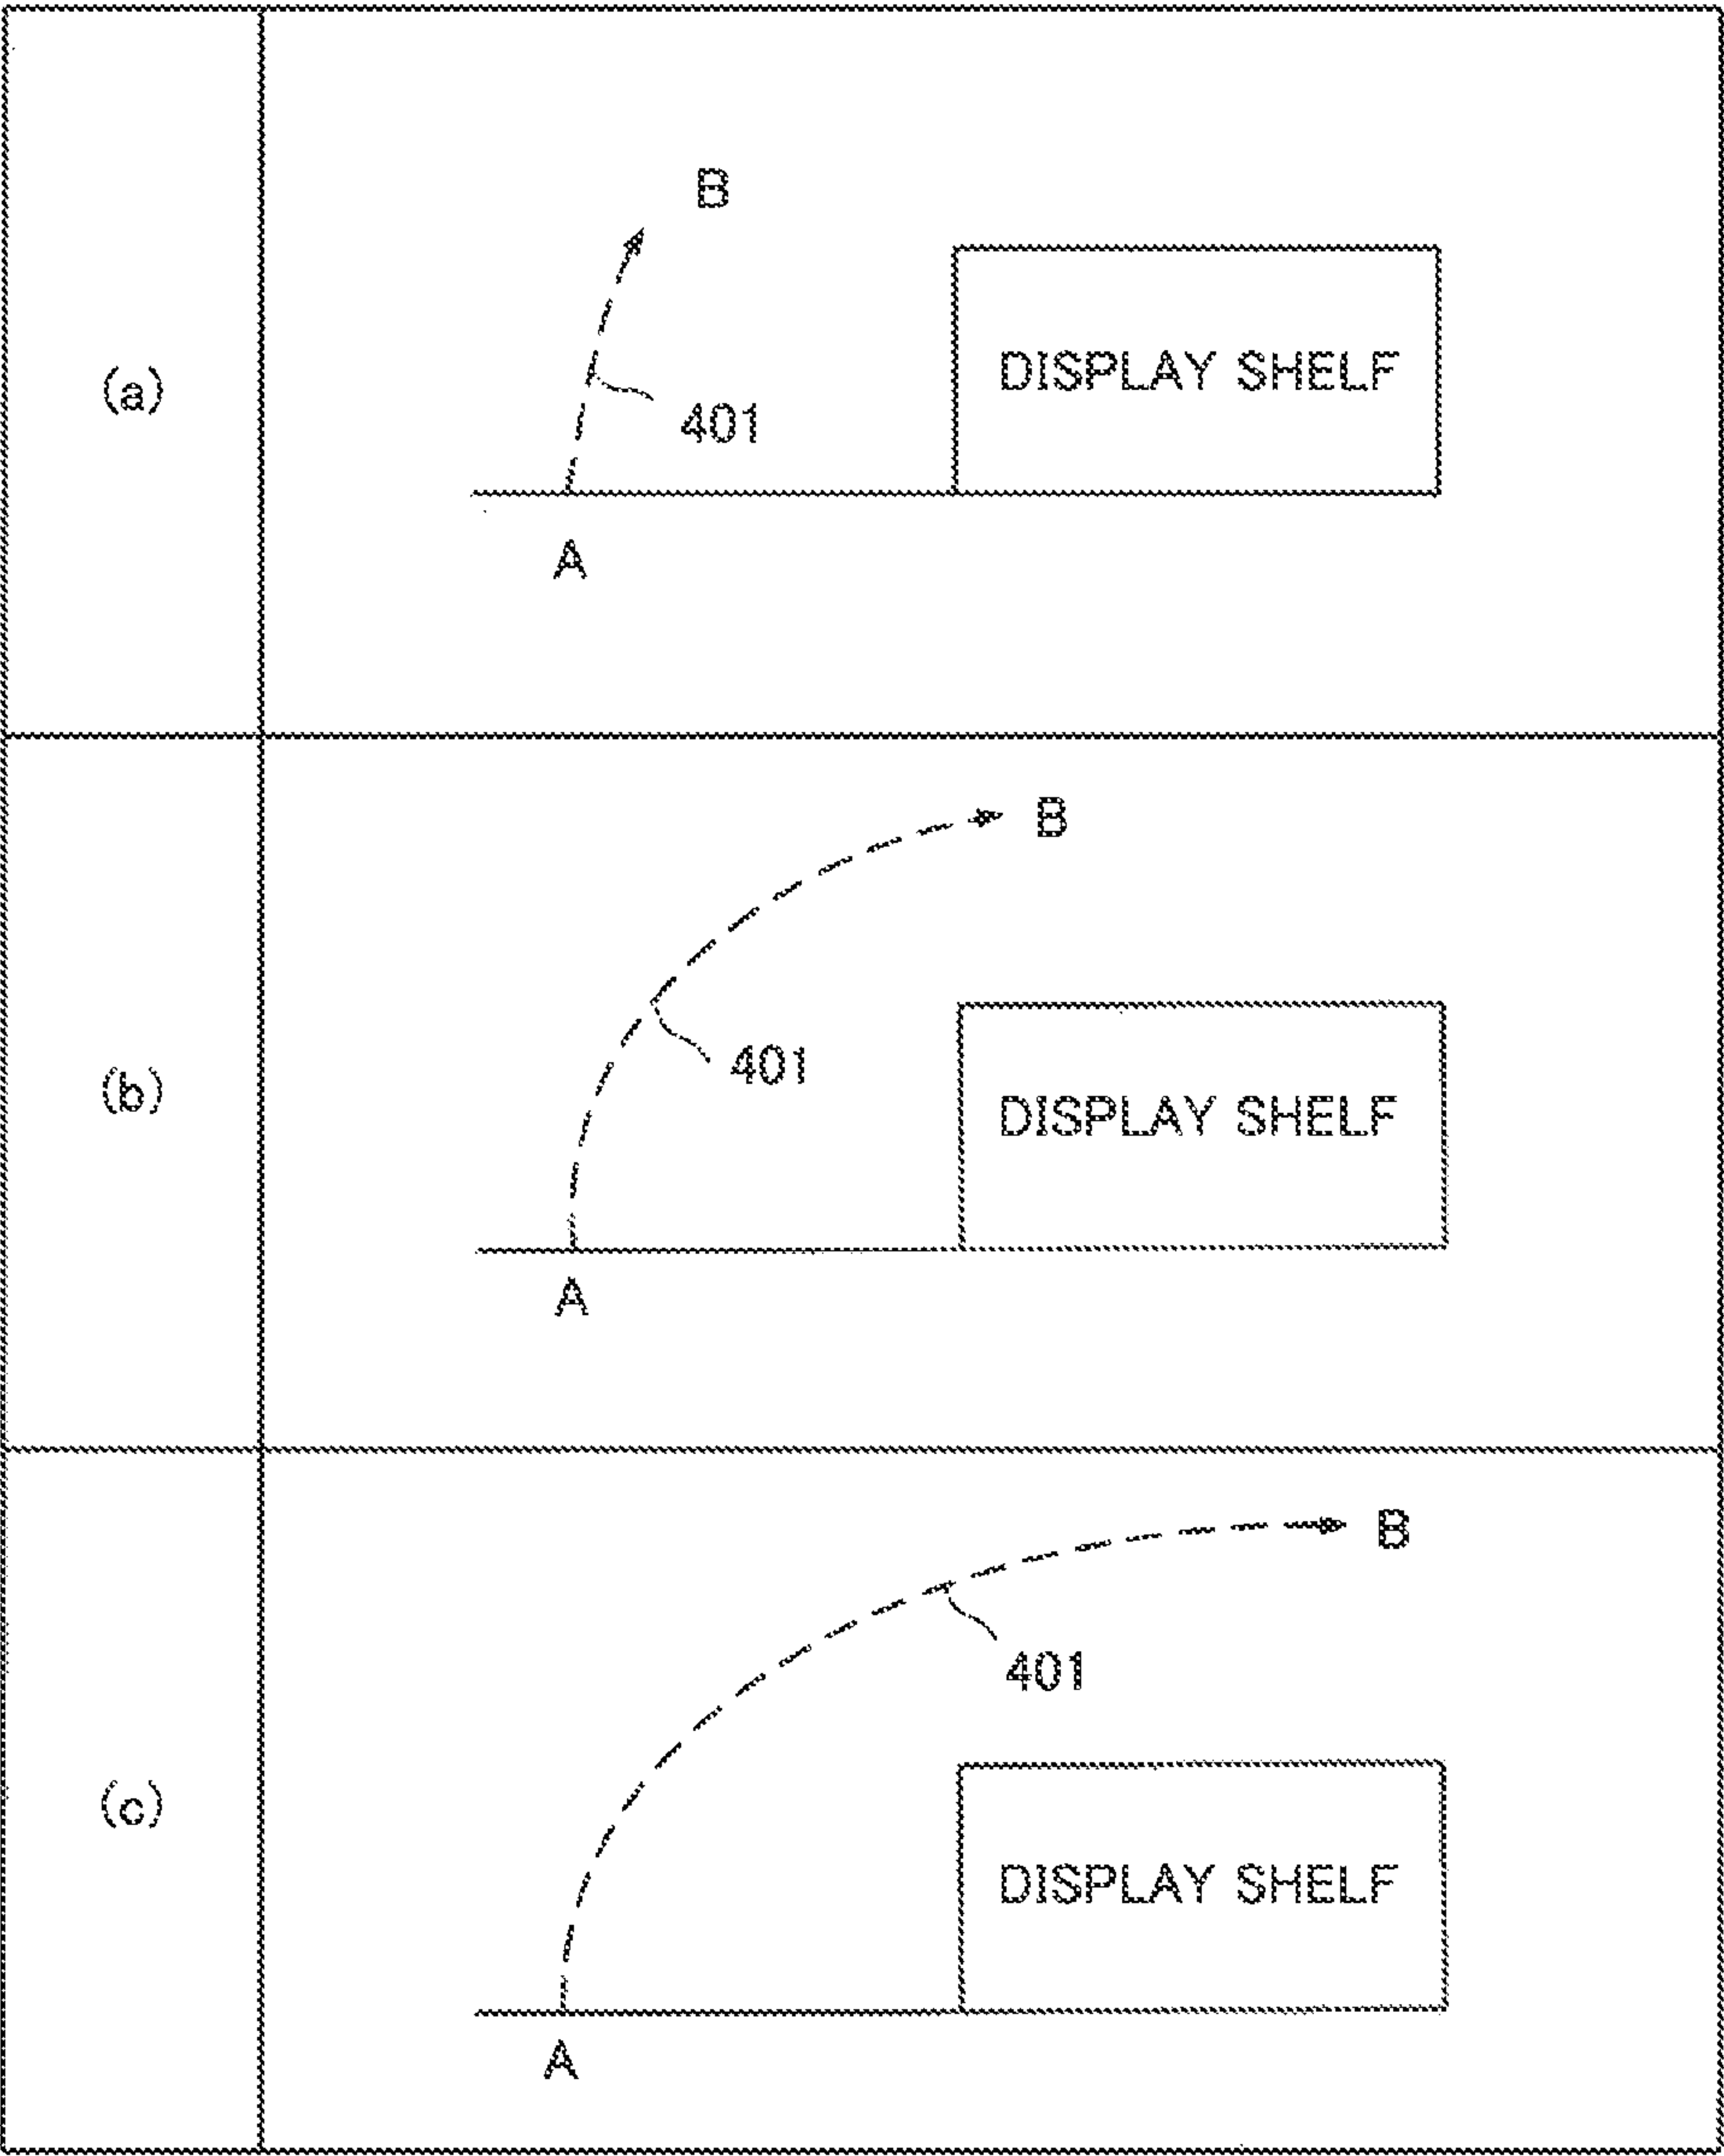 B
DISPLAY SHELF
(a)
401
A
B
401
(b)
DISPLAY SHELF
A
B
401
(c)
DISPLAY SHELF
A